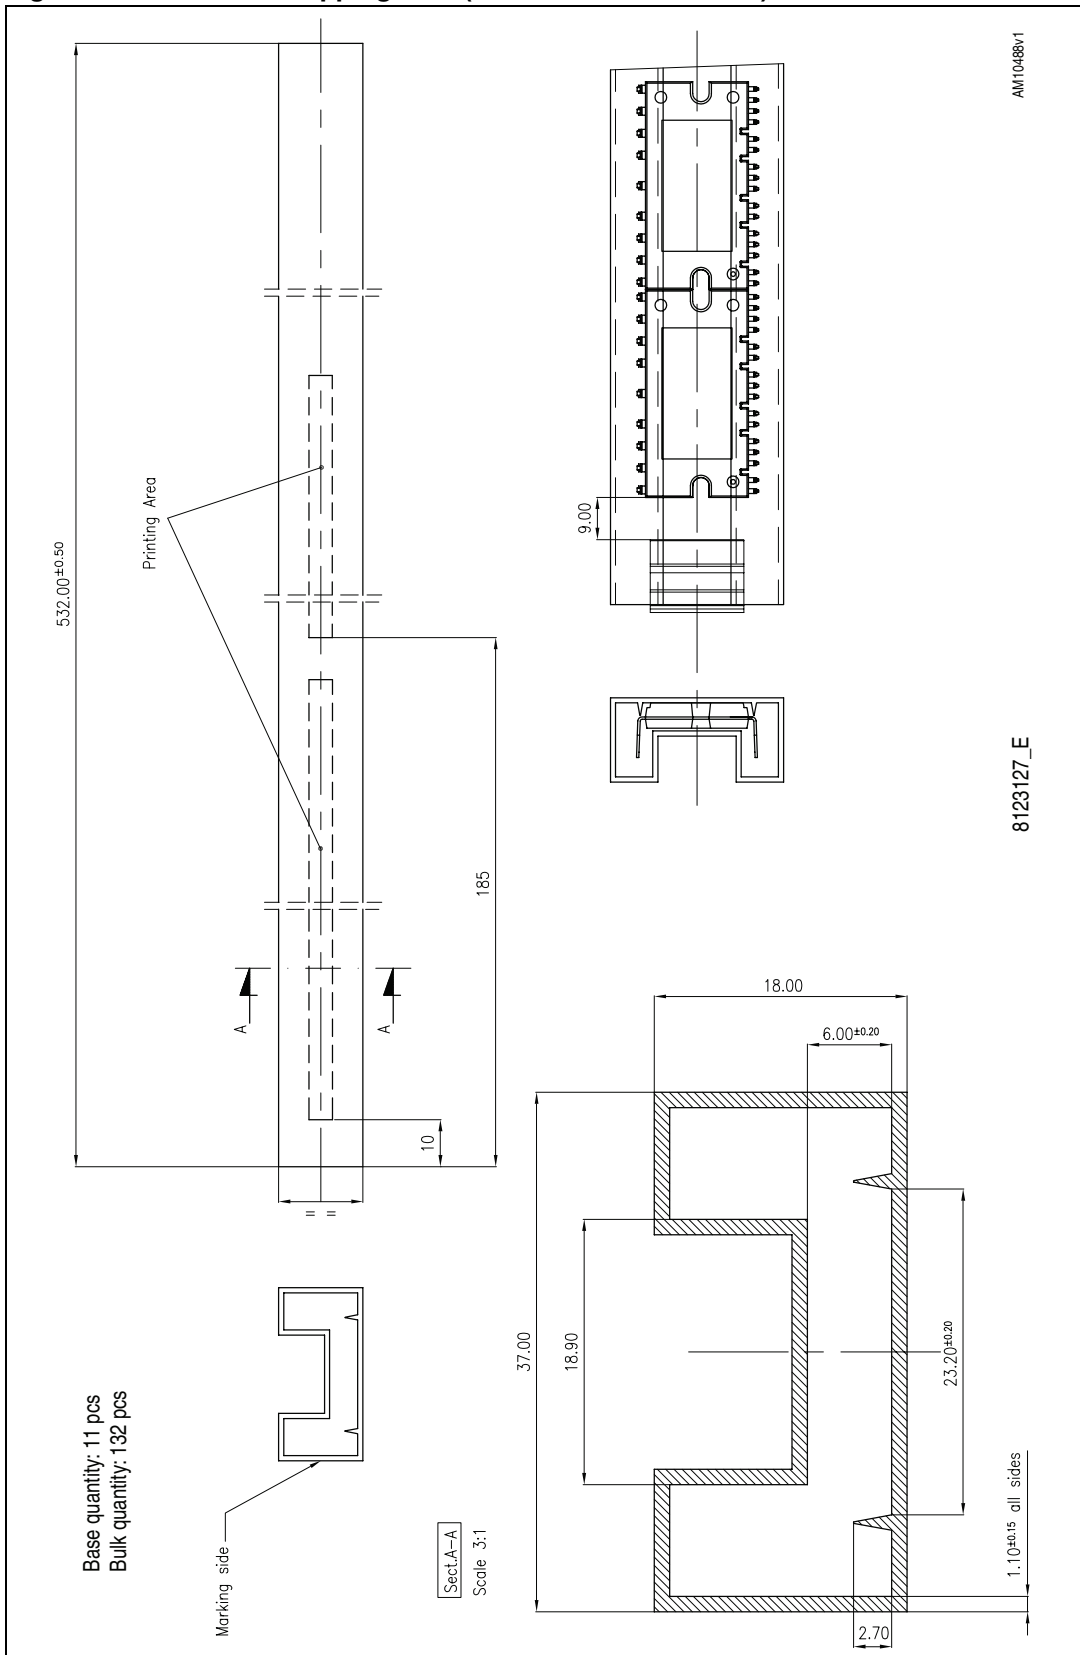 AM10488v1
532.00±0.50
Printing Area
9.00
185
8123127_E
A
A
10
= =
18.00
6.00±0.20
37.00
18.90
23.20±0.20
1.10±0.15 all sides
2.70
Base quantity: 11 pcs
Bulk quantity: 132 pcs
Marking side
Sect.A-A
Scale 3:1